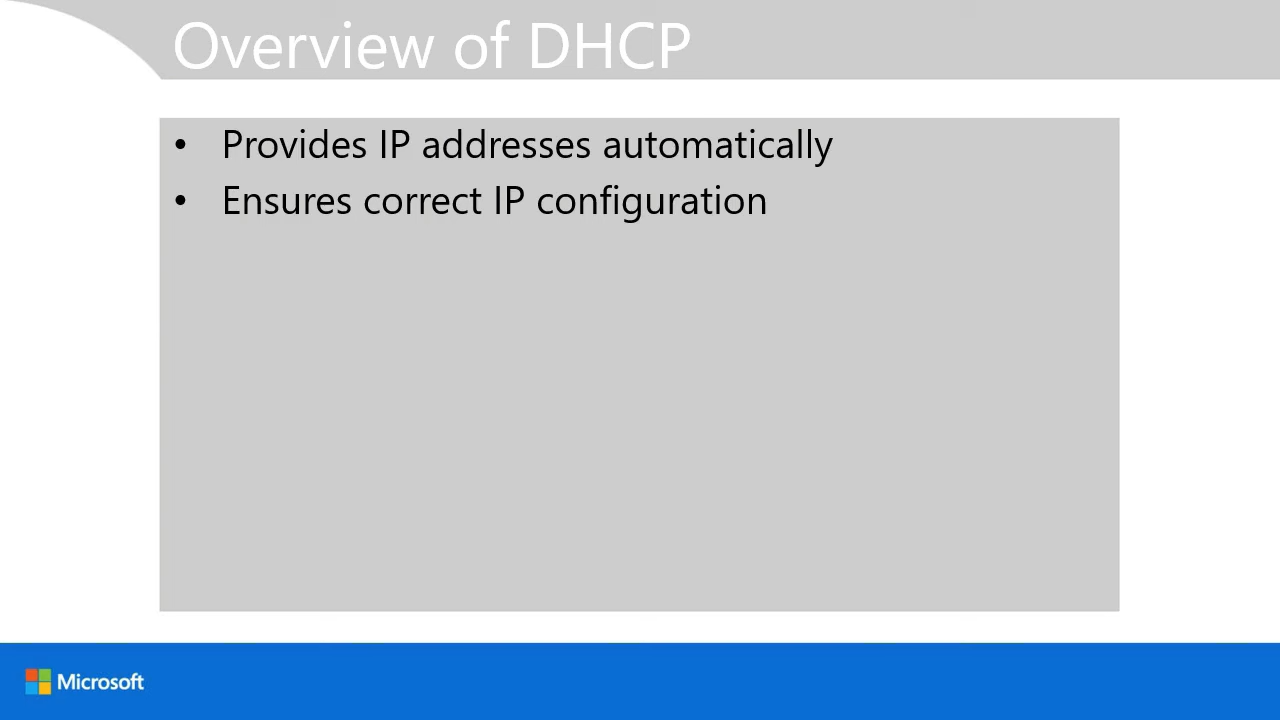 Overview of DHCP
• Provides IP addresses automatically
• Ensures correct IP configuration
Microsoft